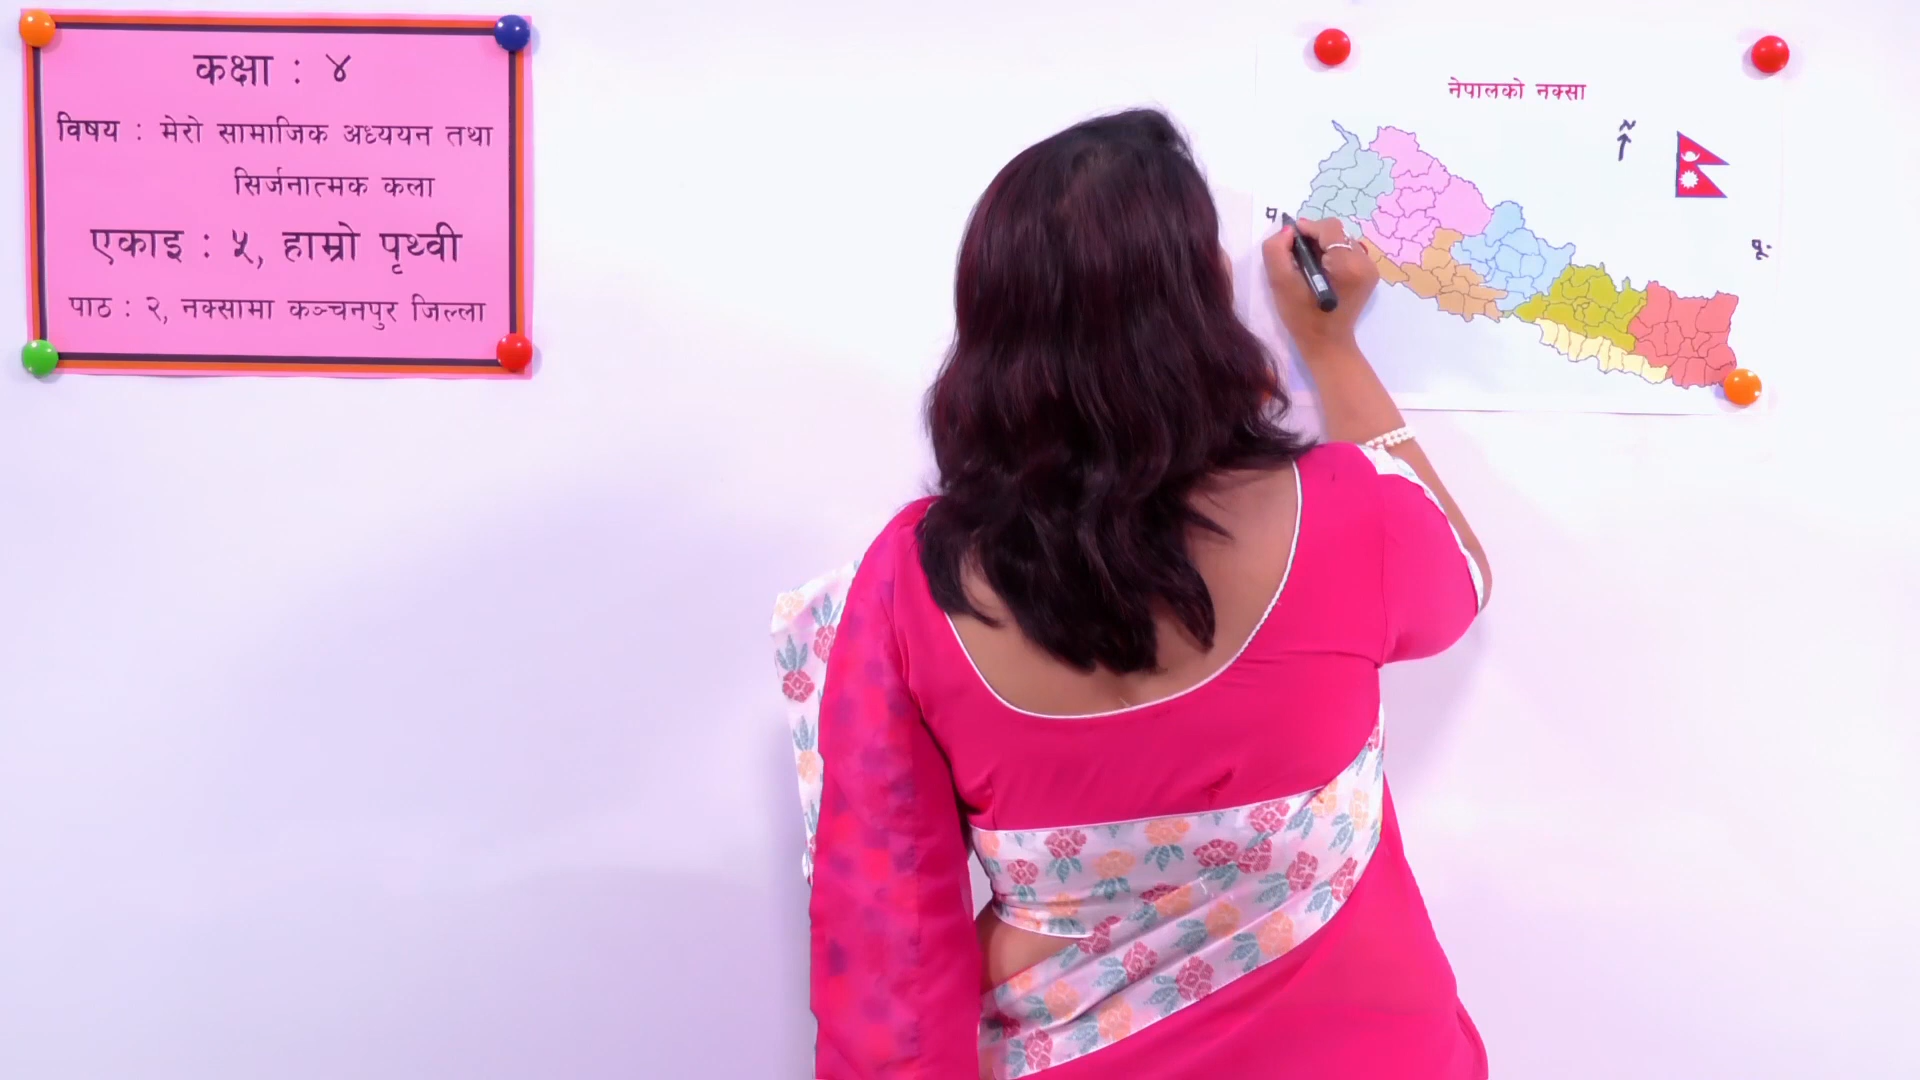 कक्षा : ४
विषय : मेरो सामाजिक अध्ययन तथा
सिर्जनात्मक कला
एकाइ : ५, हाम्रो पृथ्वी
पाठ : २, नक्सामा कञ्चनपुर जिल्ला
नेपालको नक्सा
प
पू.